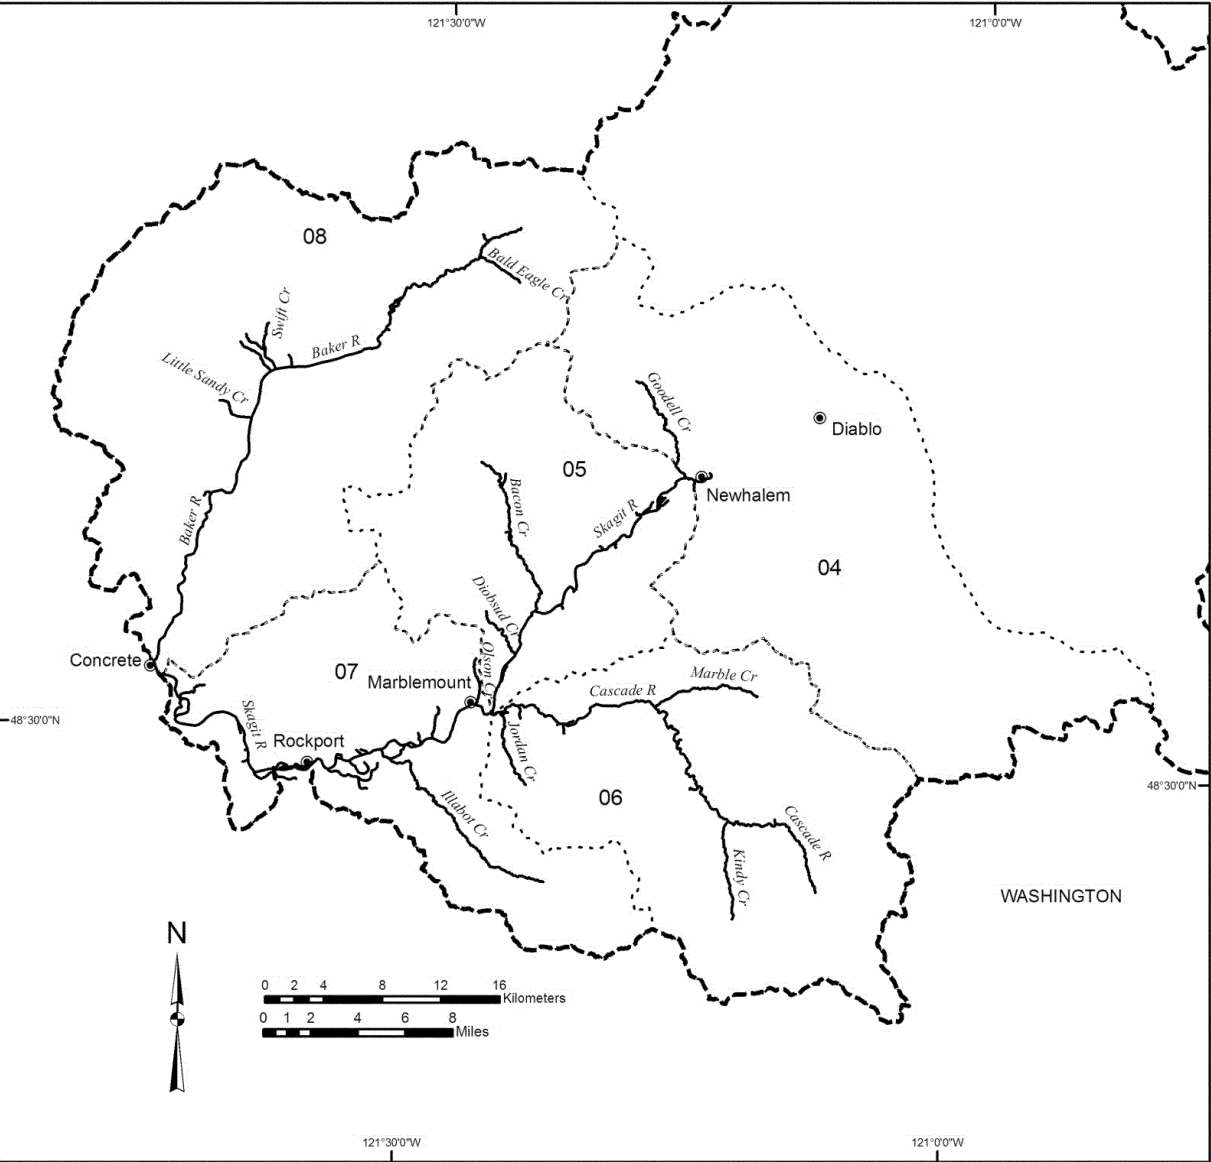 121°30'0"W
121°0'0"W
08
Bald Eagle Cr
Swift Cr
Baker R
Little Sandy Cr
Goodell Cr
Diablo
05
Bacon Cr
Newhalem
Baker R
Skagit R
04
Diobsud Cr
Concrete
07
Olson Cr
Marblemount
Marble Cr
Cascade R
48°30'0"N
Skagit R
Jordan Cr
Rockport
48°30'0"N
06
Illabot Cr
Cascade R
Kindy Cr
WASHINGTON
N
0 2 4 8 12 16
Kilometers
0 1 2 4 6 8
Miles
121°30'0"W
121°0'0"W